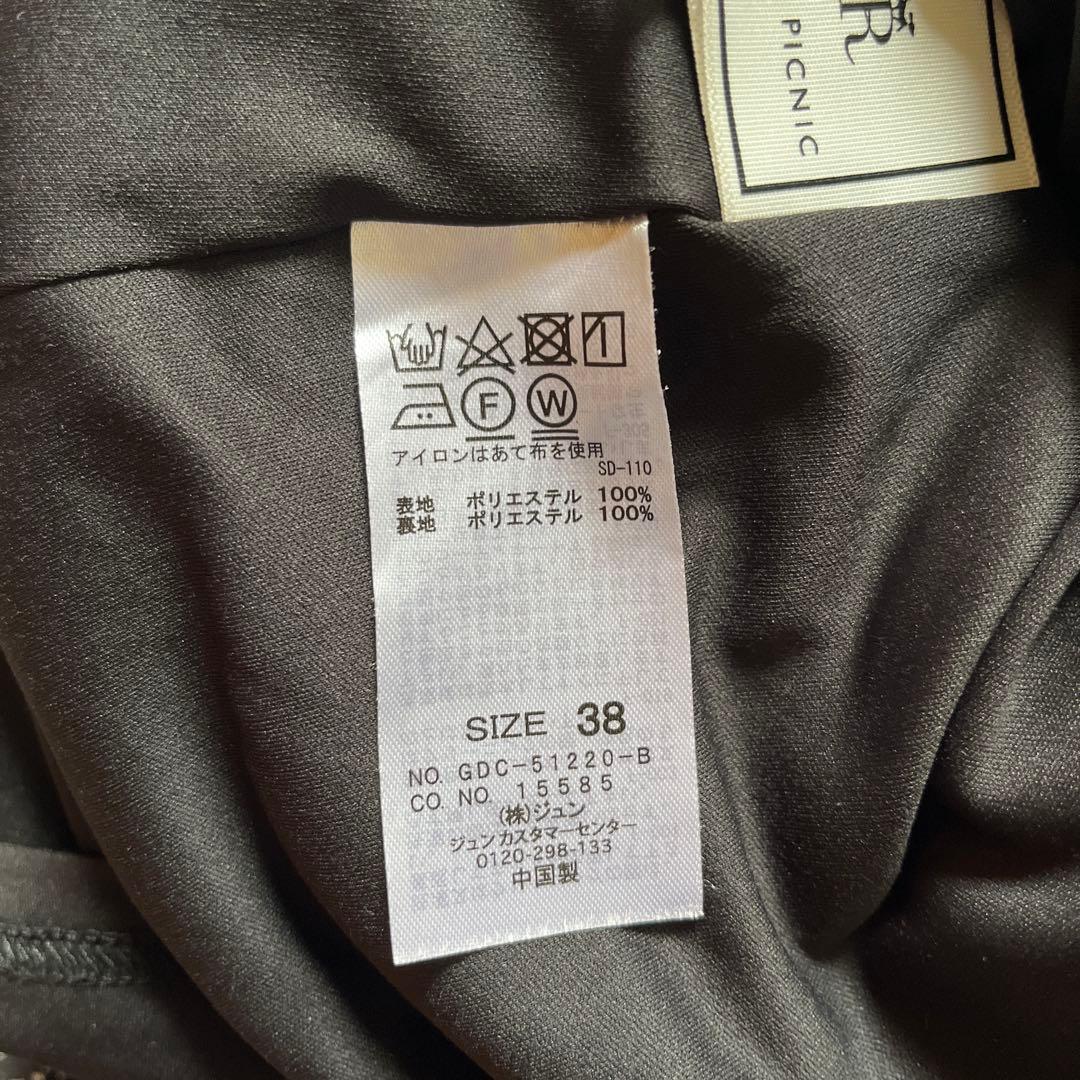 R
PICNIC
F W
アイロンはあて布を使用
SD-110
表地 ポリエステル 100%
裏地 ポリエステル 100%
SIZE 38
NO. GDC-51220-B
CO. NO. 15585
(株)ジュン
ジュンカスタマーセンター
0120-298-133
中国製